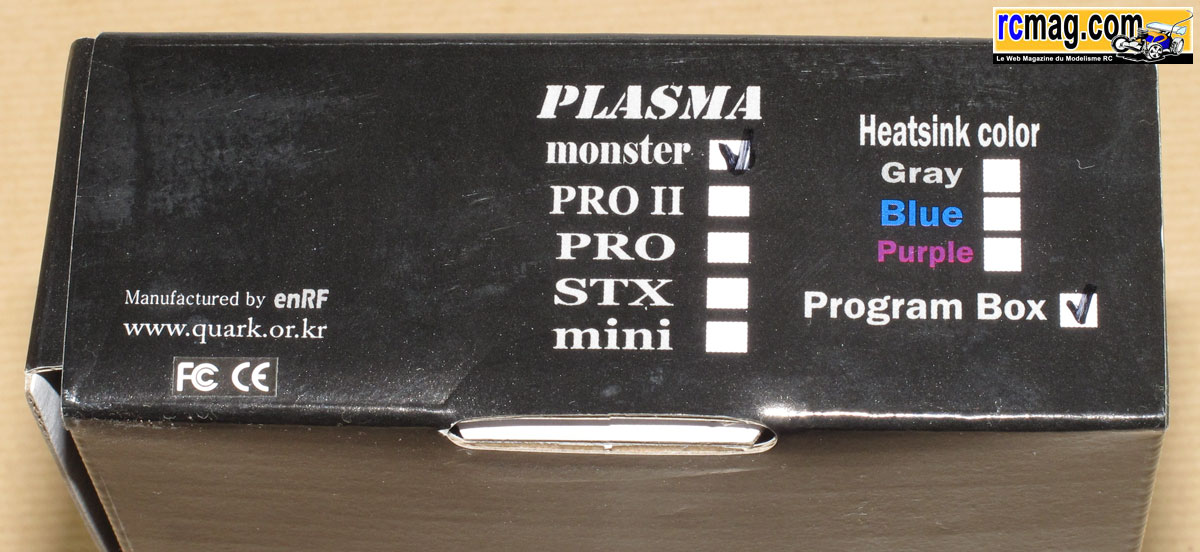 rcmag.com
Le Web Magazine du Modelisme RC
PLASMA
monster
PRO II
PRO
STX
mini
Heatsink color
Gray
Blue
Purple
Program Box
Manufactured by enRF
www.quark.or.kr
FC CE